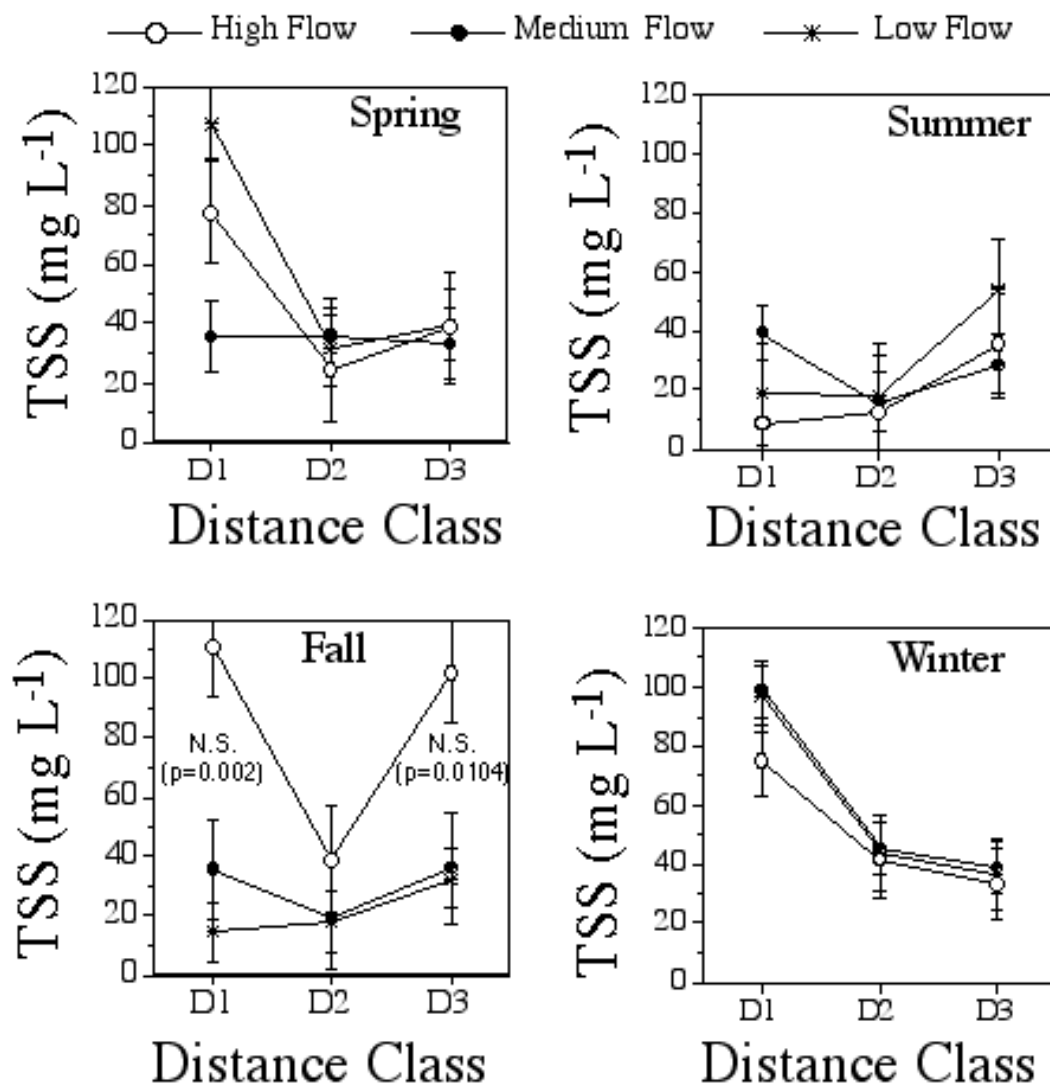 High Flow Medium Flow Low Flow
Spring
TSS (mg L-1)
120
100
80
60
40
20
0
D1 D2 D3
Distance Class
Summer
TSS (mg L-1)
120
100
80
60
40
20
0
D1 D2 D3
Distance Class
Fall
TSS (mg L-1)
120
100
80
60
40
20
0
N.S.
(p=0.002)
N.S.
(p=0.0104)
D1 D2 D3
Distance Class
Winter
TSS (mg L-1)
120
100
80
60
40
20
0
D1 D2 D3
Distance Class